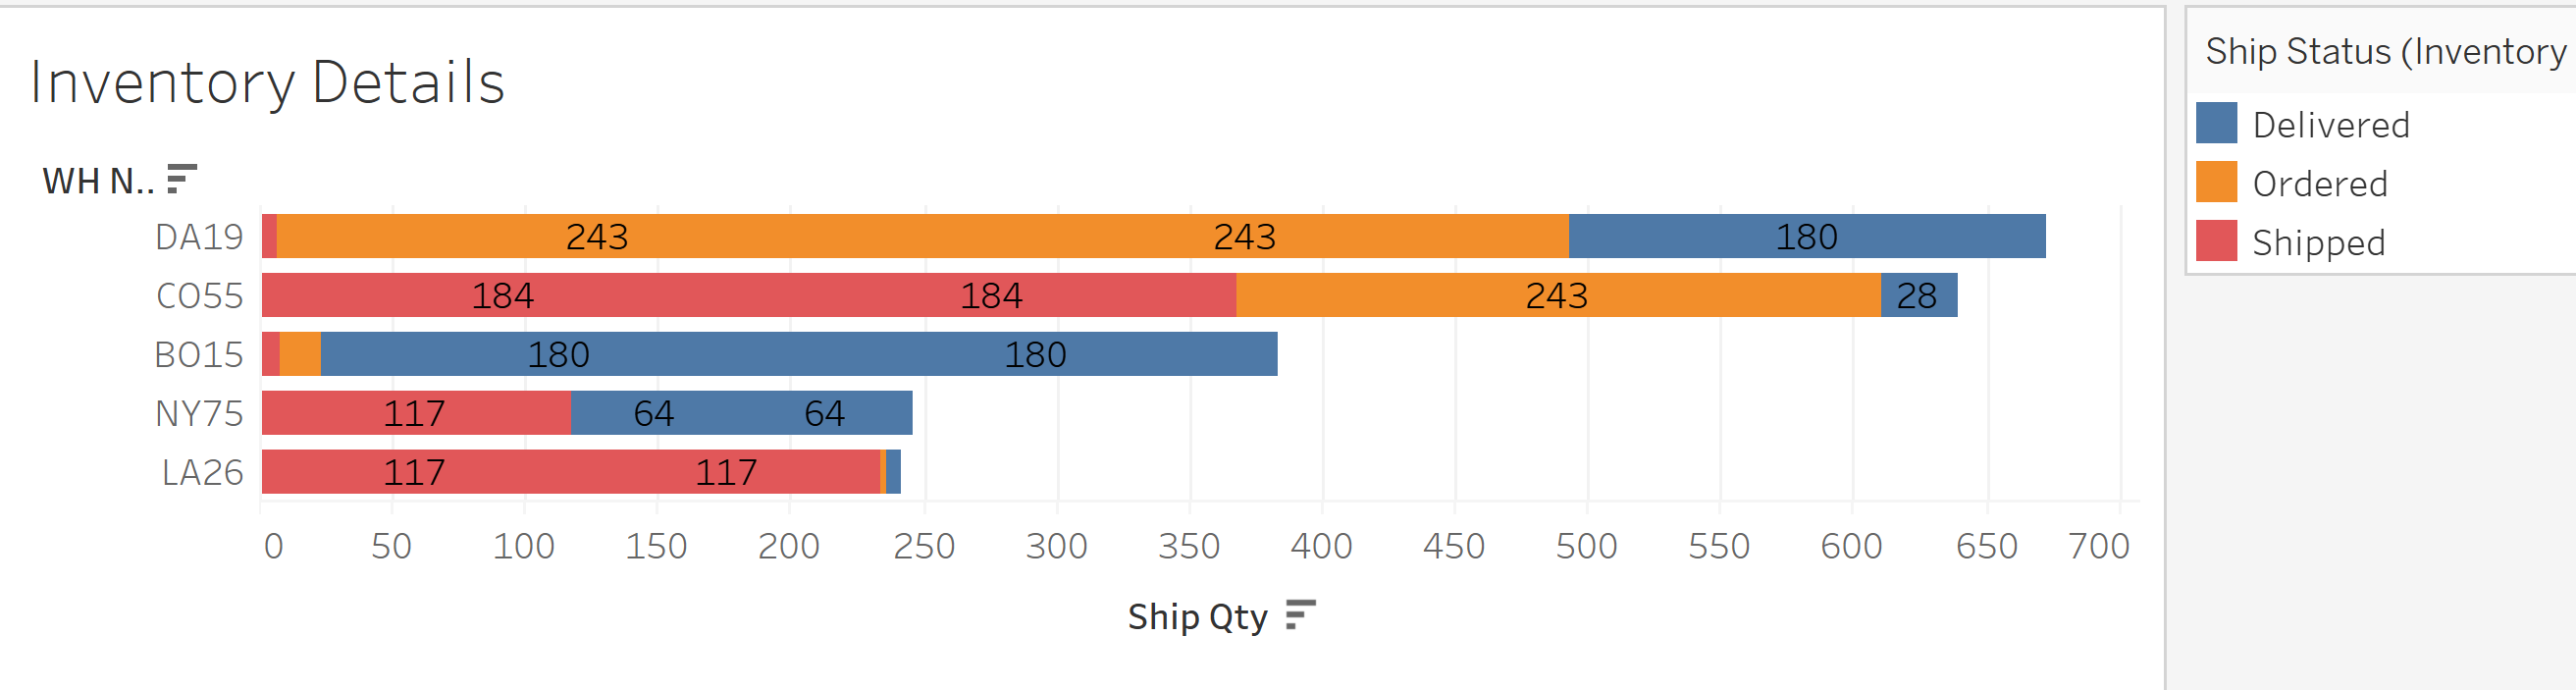 Inventory Details
WH N..
DA19 243 243 180
CO55 184 184 243 28
BO15 180 180
NY75 117 64 64
LA26 117 117
0 50 100 150 200 250 300 350 400 450 500 550 600 650 700
Ship Qty
Ship Status (Inventory
Delivered
Ordered
Shipped